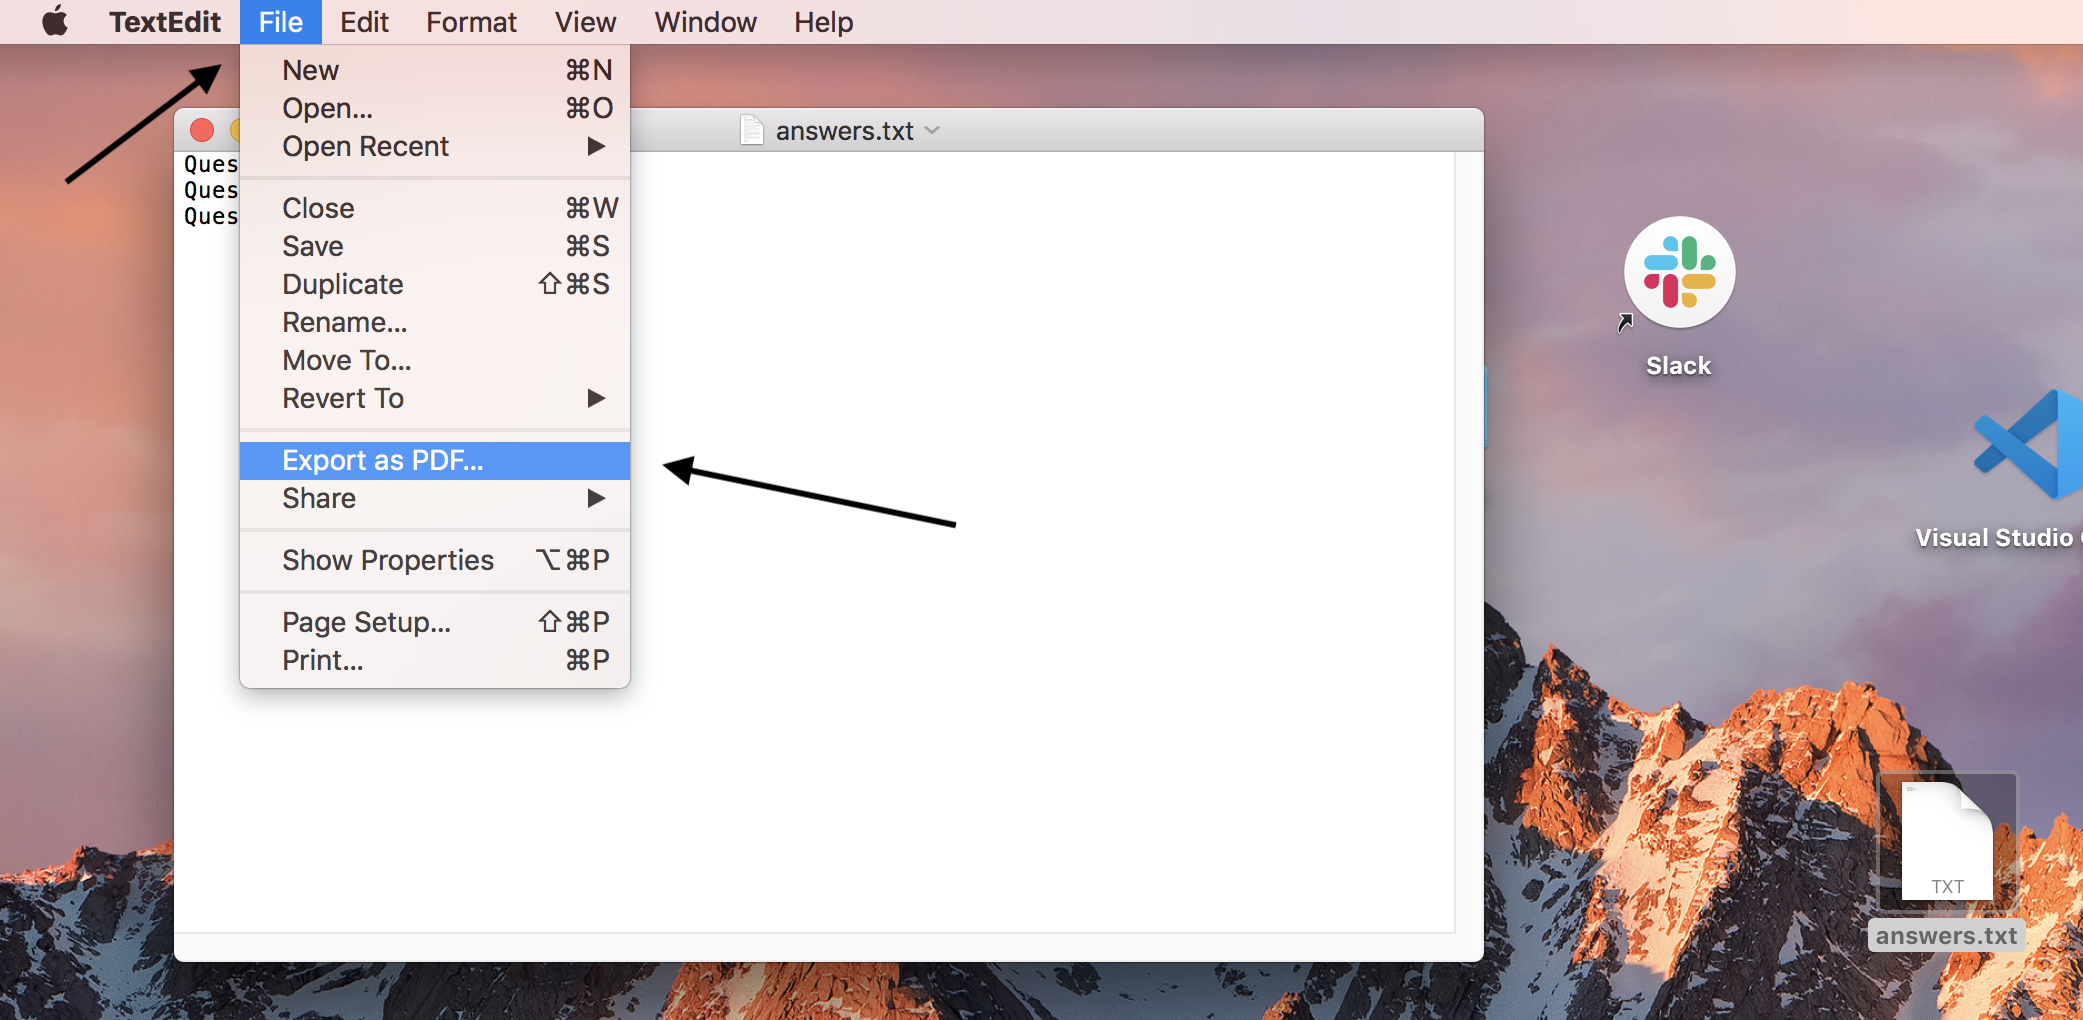 TextEdit File Edit Format View Window Help
New ⌘N
Open... ⌘O
Open Recent ▶
Close ⌘W
Save ⌘S
Duplicate ⇧⌘S
Rename...
Move To...
Revert To ▶
Export as PDF...
Share ▶
Show Properties ⌥⌘P
Page Setup... ⇧⌘P
Print... ⌘P
answers.txt
Ques
Ques
Ques
Slack
Visual Studio
TXT
answers.txt